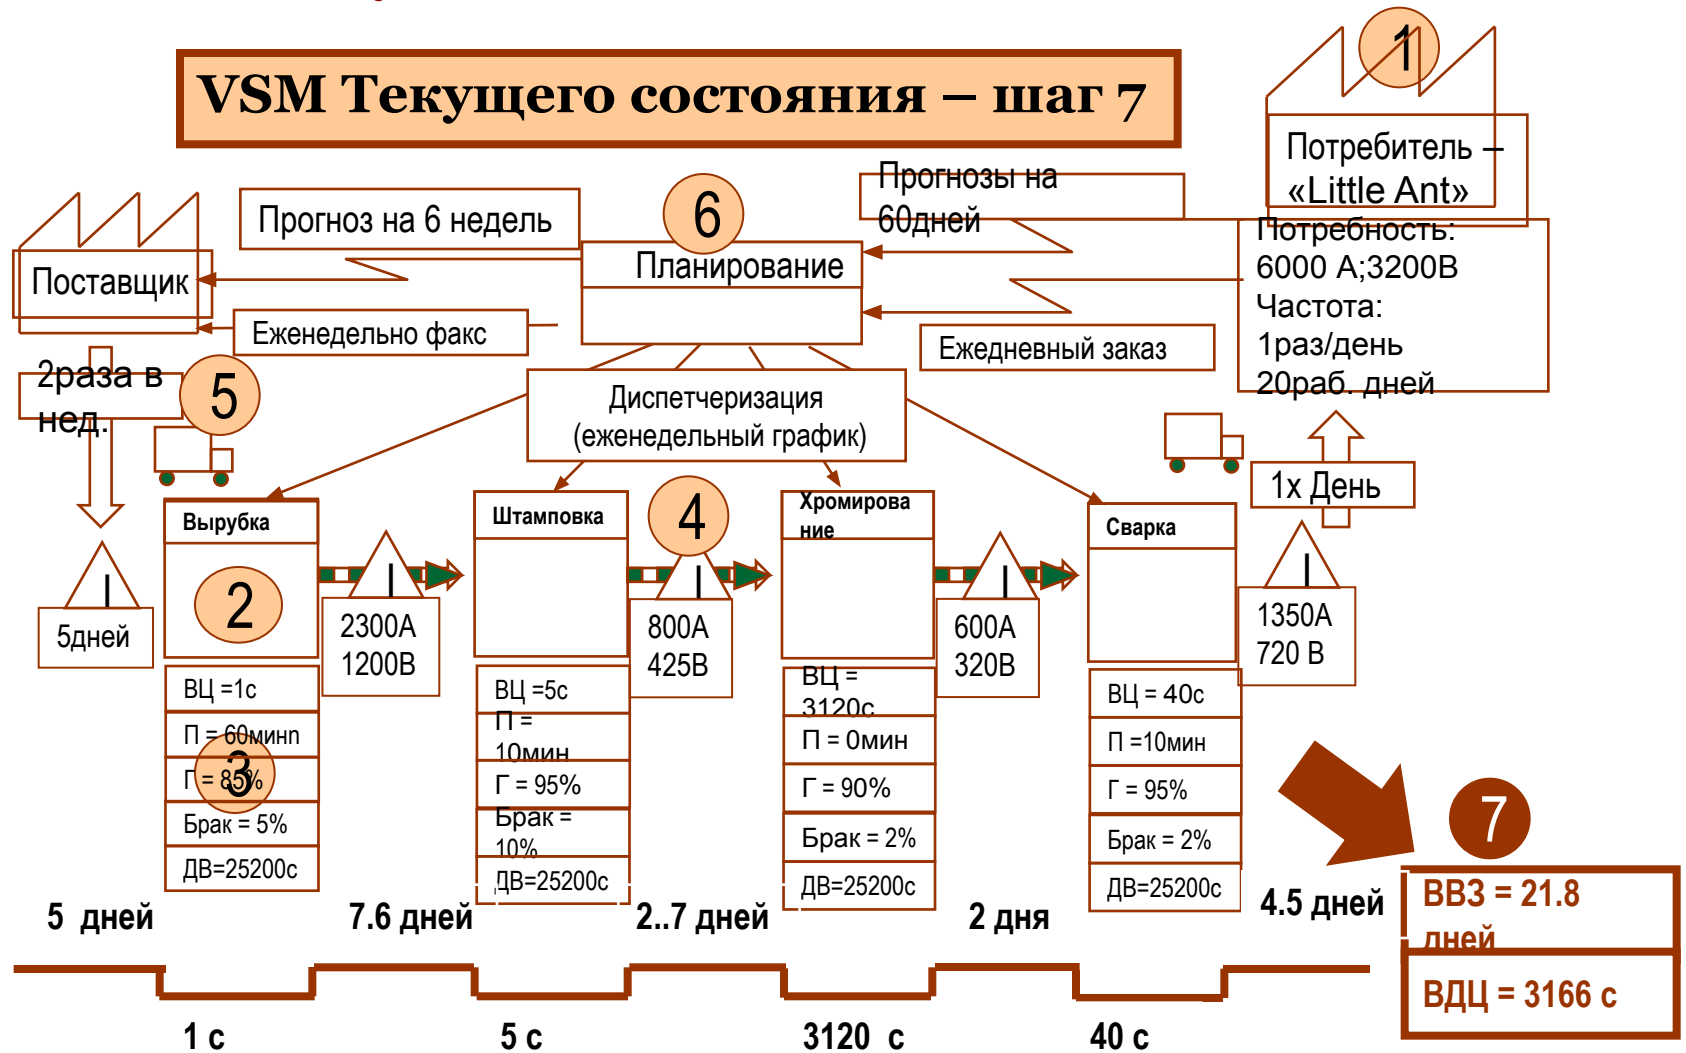 VSM Текущего состояния – шаг 7
1
Потребитель –
«Little Ant»
Потребность:
6000 А;3200В
Частота:
1раз/день
20раб. дней
Прогнозы на
60дней
6
Прогноз на 6 недель
Планирование
Поставщик
Еженедельно факс
Ежедневный заказ
2раза в
нед.
5
Диспетчеризация
(еженедельный график)
1х День
Вырубка
Штамповка
4
Хромирова
ние
Сварка
2
I
5дней
I
2300А
1200В
I
800А
425В
I
600А
320В
I
1350А
720 В
ВЦ =1с
П = 60минn
Г = 85%
3
Брак = 5%
ДВ=25200с
ВЦ =5с
П =
10мин
Г = 95%
Брак =
10%
ДВ=25200с
ВЦ =
3120с
П = 0мин
Г = 90%
Брак = 2%
ДВ=25200с
ВЦ = 40с
П =10мин
Г = 95%
Брак = 2%
ДВ=25200с
7
5 дней
7.6 дней
2..7 дней
2 дня
4.5 дней
ВВЗ = 21.8
дней
ВДЦ = 3166 с
1 с
5 с
3120 с
40 с